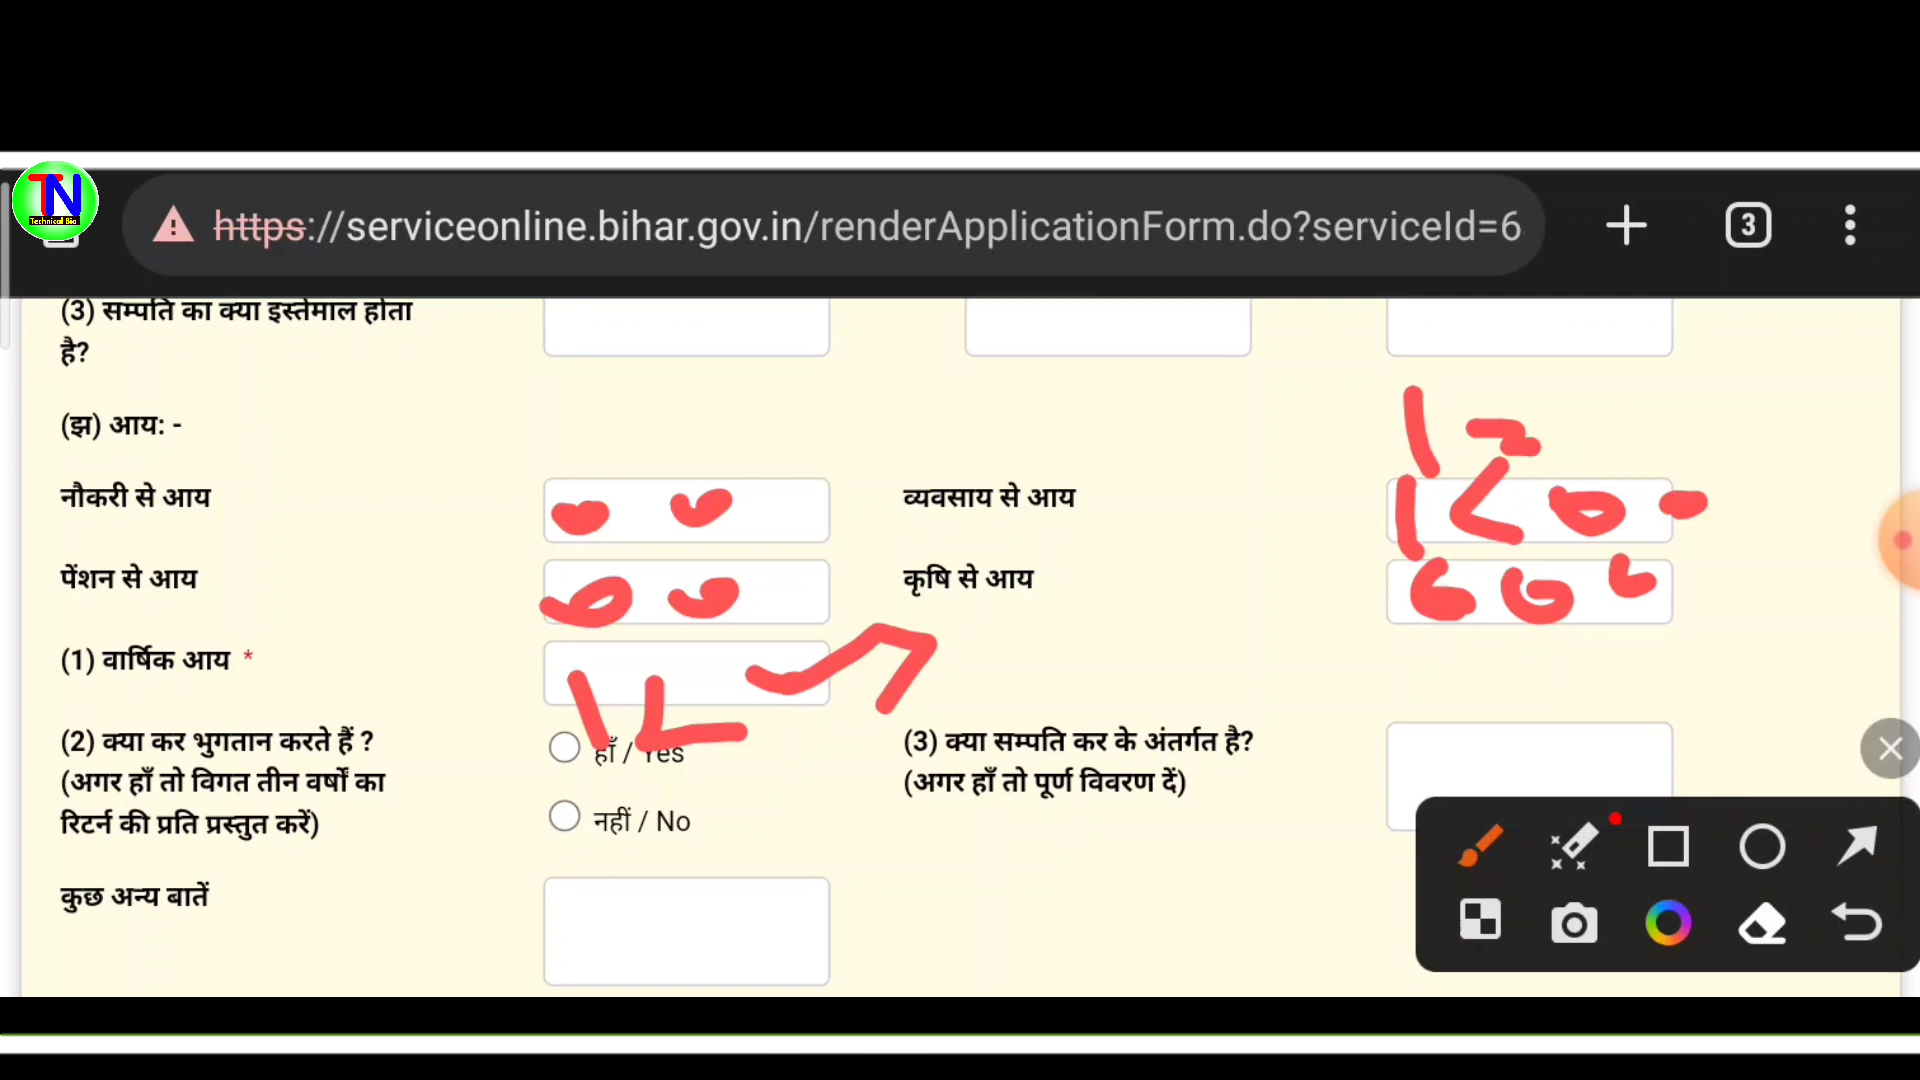 TN
https://serviceonline.bihar.gov.in/renderApplicationForm.do?serviceId=6
3
(3) सम्पति का क्या इस्तेमाल होता
है?
(झ) आय: -
नौकरी से आय
व्यवसाय से आय
पेंशन से आय
कृषि से आय
(1) वार्षिक आय *
(2) क्या कर भुगतान करते हैं ?
(अगर हाँ तो विगत तीन वर्षों का
रिटर्न की प्रति प्रस्तुत करें)
हाँ / Yes
नहीं / No
(3) क्या सम्पति कर के अंतर्गत है?
(अगर हाँ तो पूर्ण विवरण दें)
कुछ अन्य बातें